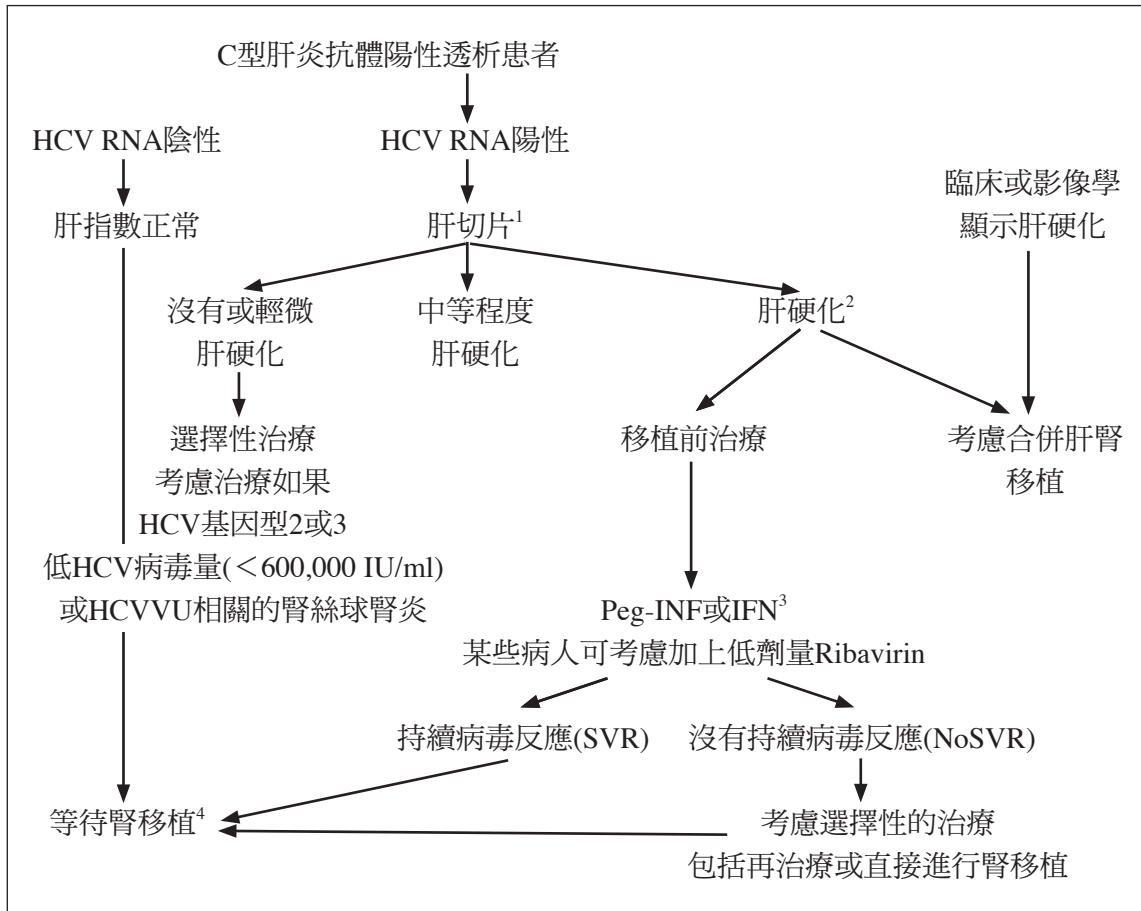 C型肝炎抗體陽性透析患者
HCV RNA陰性
HCV RNA陽性
臨床或影像學
顯示肝硬化
肝指數正常
肝切片1
沒有或輕微
肝硬化
中等程度
肝硬化
肝硬化2
選擇性治療
考慮治療如果
HCV基因型2或3
低HCV病毒量(＜600,000 IU/ml)
或HCVVU相關的腎絲球腎炎
移植前治療
考慮合併肝腎
移植
Peg-INF或IFN3
某些病人可考慮加上低劑量Ribavirin
持續病毒反應(SVR)
沒有持續病毒反應(NoSVR)
等待腎移植4
考慮選擇性的治療
包括再治療或直接進行腎移植